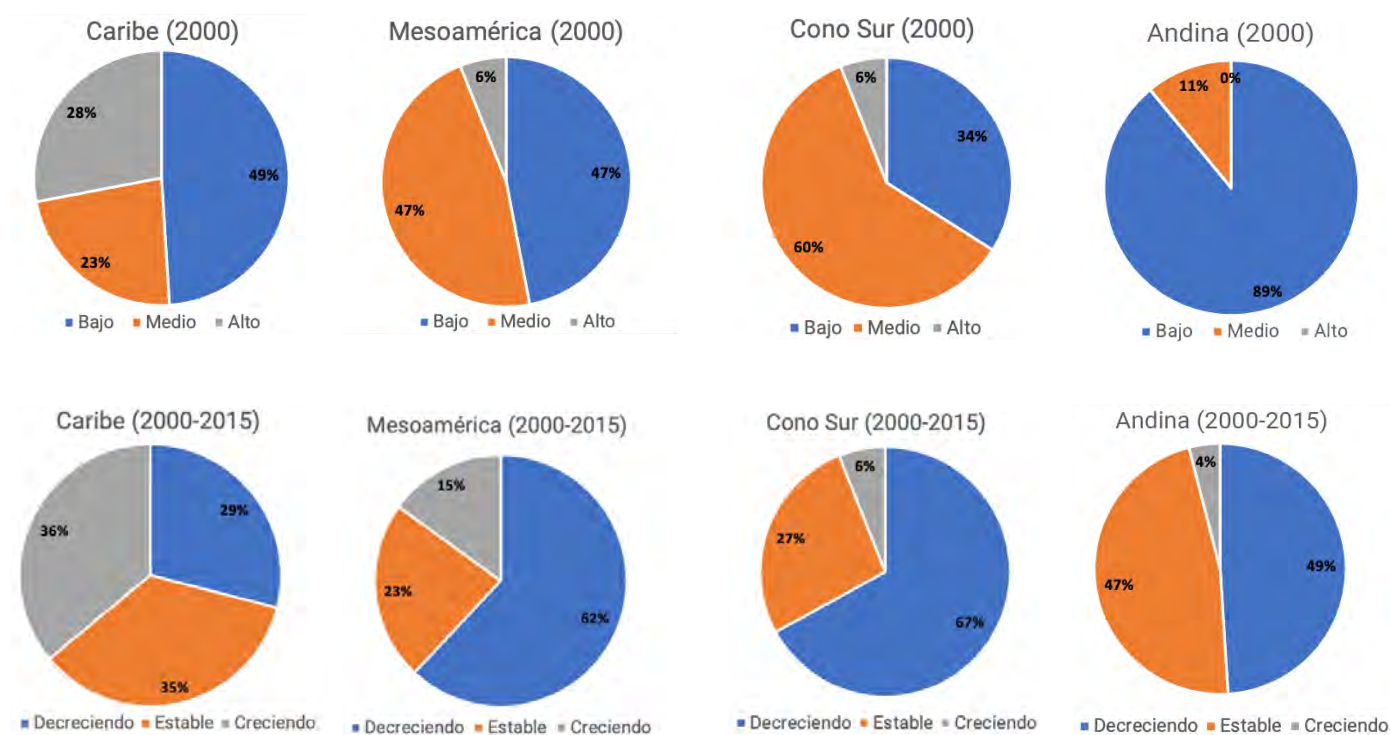 Caribe (2000)
28%
49%
23%
Bajo Medio Alto
Mesoamérica (2000)
6%
47%
47%
Bajo Medio Alto
Cono Sur (2000)
6%
34%
60%
Bajo Medio Alto
Andina (2000)
11% 0%
89%
Bajo Medio Alto
Caribe (2000-2015)
29%
36%
35%
Decreciendo Estable Creciendo
Mesoamérica (2000-2015)
15%
23%
62%
Decreciendo Estable Creciendo
Cono Sur (2000-2015)
6%
27%
67%
Decreciendo Estable Creciendo
Andina (2000-2015)
4%
49%
47%
Decreciendo Estable Creciendo